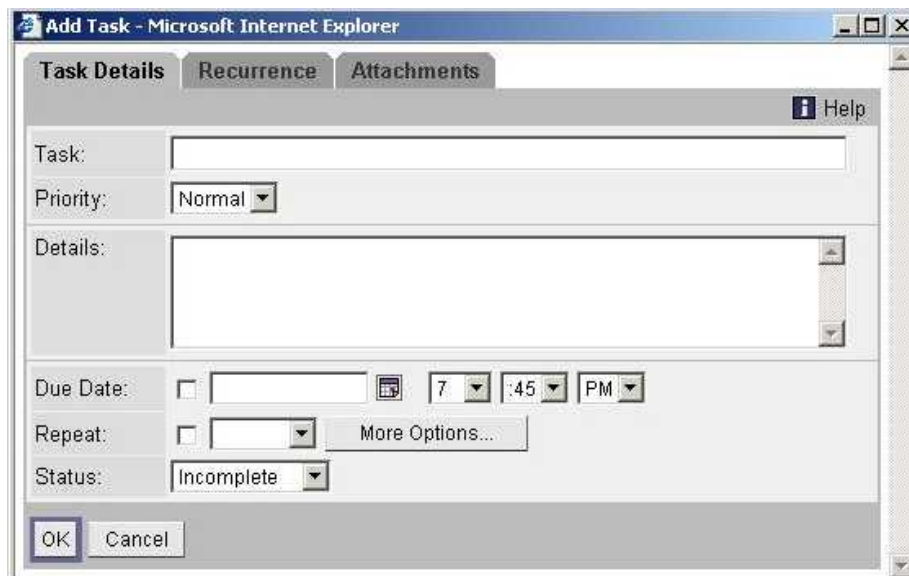 Add Task - Microsoft Internet Explorer
Task Details Recurrence Attachments
Help
Task:
Priority: Normal
Details:
Due Date: 7 :45 PM
Repeat: More Options...
Status: Incomplete
OK Cancel